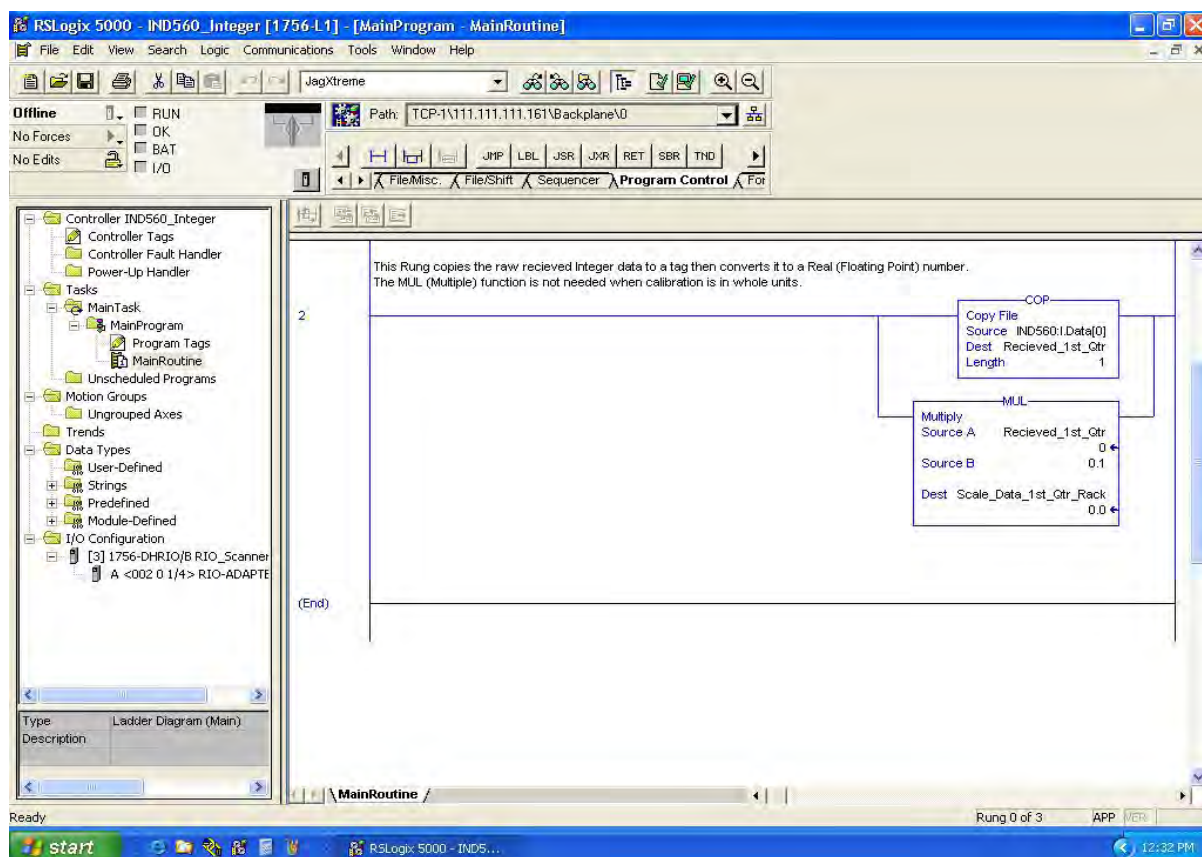 RSLogix 5000 - IND560_Integer [1756-L1] - [MainProgram - MainRoutine]
File Edit View Search Logic Communications Tools Window Help
JagXtreme
Offline
RUN
No Forces
OK
No Edits
BAT
I/O
Path: TCP-1\111.111.111.161\Backplane\0
JMP LBL JSR JXR RET SBR TND
File/Misc. File/Shift Sequencer Program Control For
Controller IND560_Integer
Controller Tags
Controller Fault Handler
Power-Up Handler
Tasks
MainTask
MainProgram
Program Tags
MainRoutine
Unscheduled Programs
Motion Groups
Ungrouped Axes
Trends
Data Types
User-Defined
Strings
Predefined
Module-Defined
I/O Configuration
[3] 1756-DHRIO/B RIO_Scanner
A <002 0 1/4> RIO-ADAPTE
Type Ladder Diagram (Main)
Description
This Rung copies the raw recieved Integer data to a tag then converts it to a Real (Floating Point) number.
The MUL (Multiple) function is not needed when calibration is in whole units.
2
COP
Copy File
Source IND560:I.Data[0]
Dest Recieved_1st_Qtr
Length 1
MUL
Multiply
Source A Recieved_1st_Qtr
0
Source B 0.1
Dest Scale_Data_1st_Qtr_Rack
0.0
(End)
MainRoutine
Ready
Rung 0 of 3 APP VER
start
RSLogix 5000 - IND5...
12:32 PM